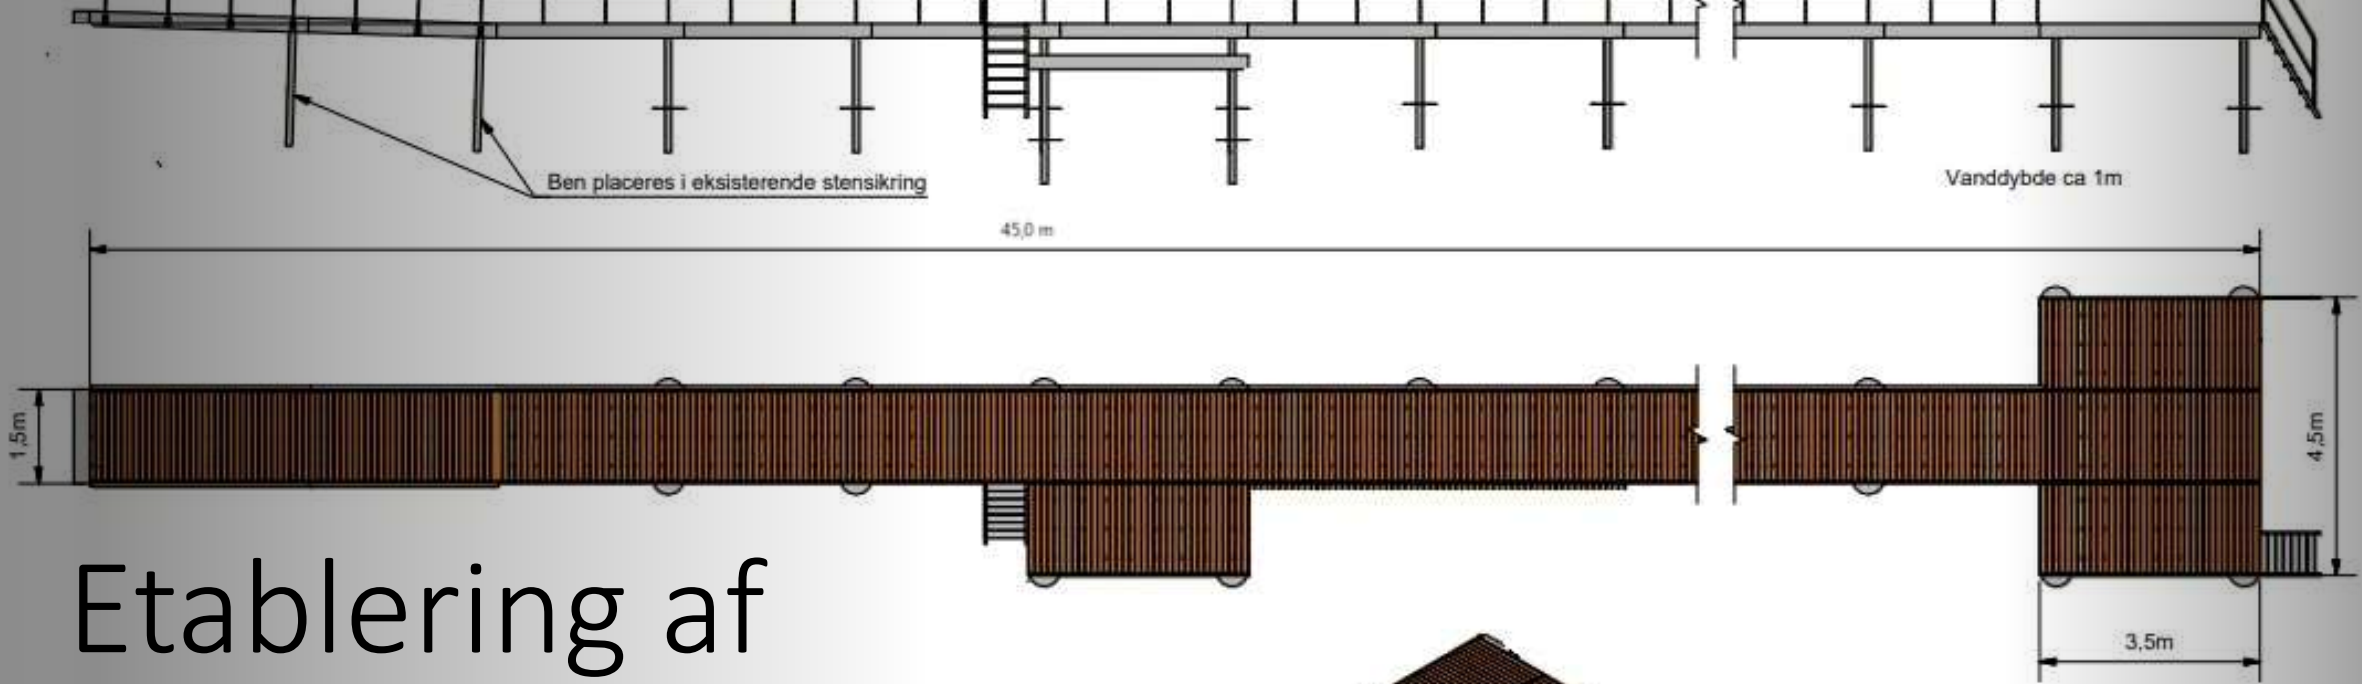 Ben placeres i eksisterende stensikring
Vanddybde ca 1m
45,0 m
1,5m
4,5m
3,5m
Etablering af